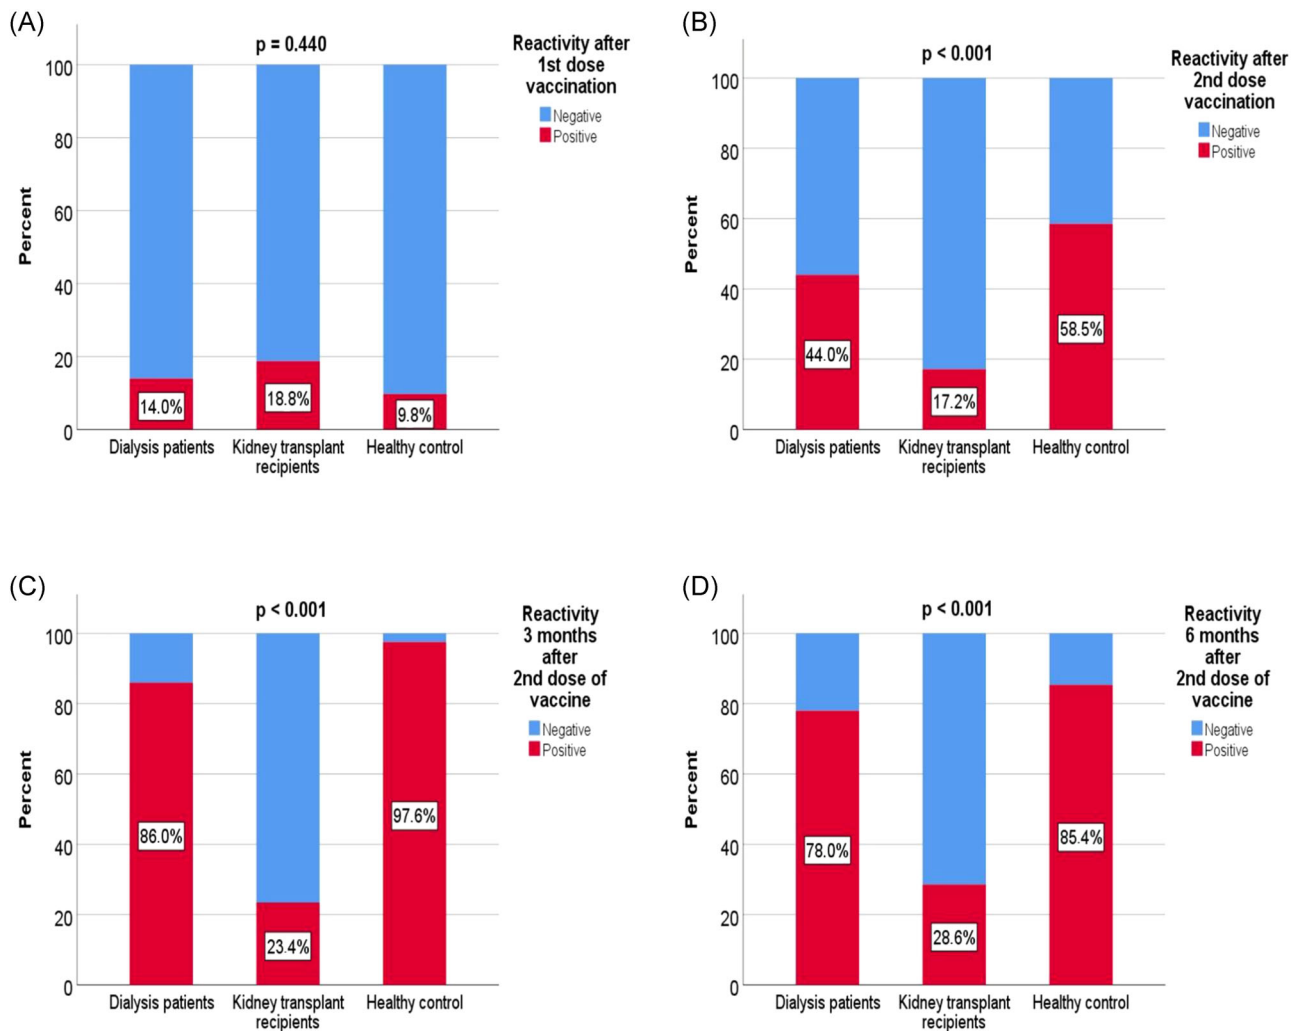 (A)
p = 0.440
Reactivity after
1st dose
vaccination
Negative
Positive
Percent
100
80
60
40
20
0
14.0%
18.8%
9.8%
Dialysis patients
Kidney transplant
recipients
Healthy control
(B)
p < 0.001
Reactivity after
2nd dose
vaccination
Negative
Positive
Percent
100
80
60
40
20
0
44.0%
17.2%
58.5%
Dialysis patients
Kidney transplant
recipients
Healthy control
(C)
p < 0.001
Reactivity
3 months
after
2nd dose of
vaccine
Negative
Positive
Percent
100
80
60
40
20
0
86.0%
23.4%
97.6%
Dialysis patients
Kidney transplant
recipients
Healthy control
(D)
p < 0.001
Reactivity
6 months
after
2nd dose of
vaccine
Negative
Positive
Percent
100
80
60
40
20
0
78.0%
28.6%
85.4%
Dialysis patients
Kidney transplant
recipients
Healthy control